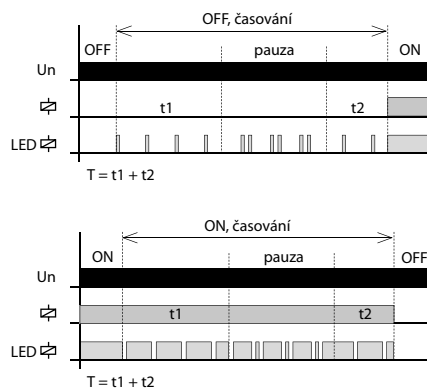 OFF, časování
OFF pauza ON
Un
t1 t2
LED
T = t1 + t2
ON, časování
ON pauza OFF
Un
t1 t2
LED
T = t1 + t2